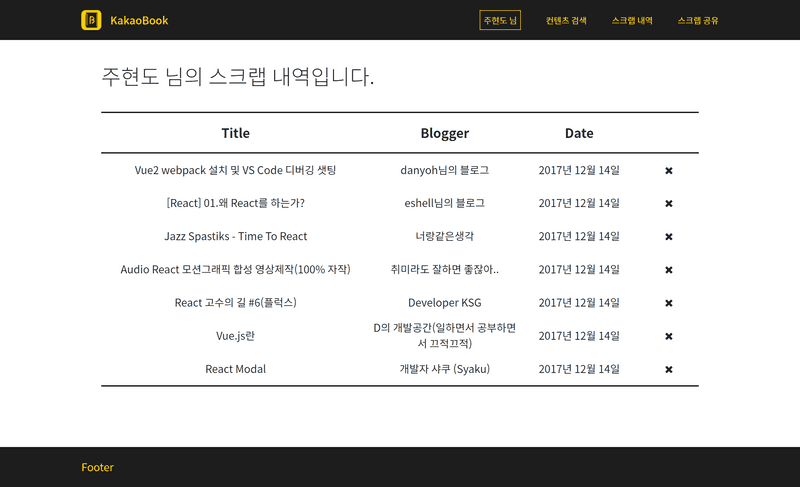 B KakaoBook 주현도 님 컨텐츠 검색 스크랩 내역 스크랩 공유
주현도 님의 스크랩 내역입니다.
Title Blogger Date
Vue2 webpack 설치 및 VS Code 디버깅 샛팅 danyoh님의 블로그 2017년 12월 14일 ✖
[React] 01.왜 React를 하는가? eshell님의 블로그 2017년 12월 14일 ✖
Jazz Spastiks - Time To React 너랑같은생각 2017년 12월 14일 ✖
Audio React 모션그래픽 합성 영상제작(100% 자작) 취미라도 잘하면 좋잖아.. 2017년 12월 14일 ✖
React 고수의 길 #6(플럭스) Developer KSG 2017년 12월 14일 ✖
Vue.js란 D의 개발공간(일하면서 공부하면 2017년 12월 14일 ✖
서 끄적끄적)
React Modal 개발자 샤쿠 (Syaku) 2017년 12월 14일 ✖
Footer